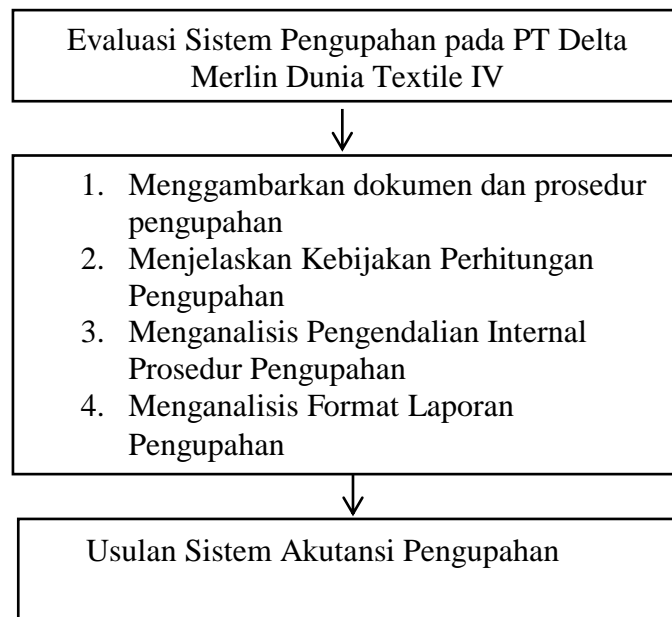 Evaluasi Sistem Pengupahan pada PT Delta
Merlin Dunia Textile IV
1. Menggambarkan dokumen dan prosedur
pengupahan
2. Menjelaskan Kebijakan Perhitungan
Pengupahan
3. Menganalisis Pengendalian Internal
Prosedur Pengupahan
4. Menganalisis Format Laporan
Pengupahan
Usulan Sistem Akutansi Pengupahan